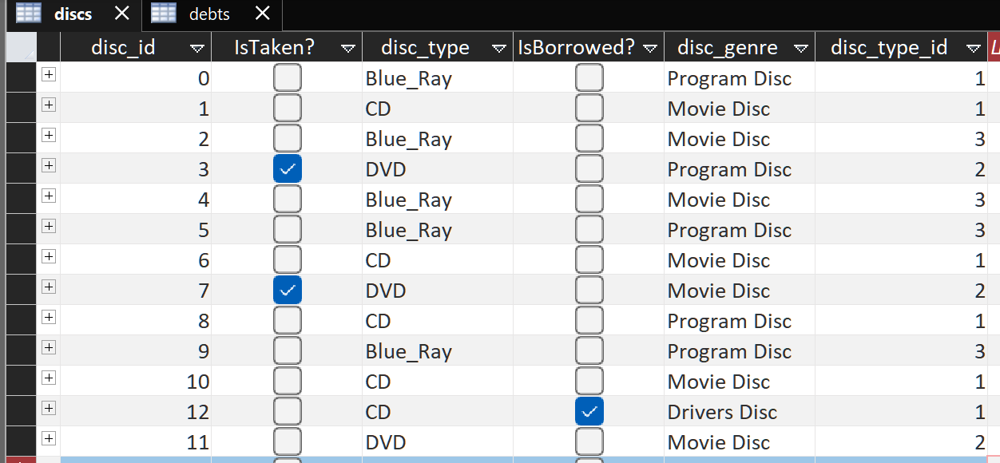 discs debts
disc_id IsTaken? disc_type IsBorrowed? disc_genre disc_type_id
0 Blue_Ray Program Disc 1
1 CD Movie Disc 1
2 Blue_Ray Movie Disc 3
3 DVD Program Disc 2
4 Blue_Ray Movie Disc 3
5 Blue_Ray Program Disc 3
6 CD Movie Disc 1
7 DVD Movie Disc 2
8 CD Program Disc 1
9 Blue_Ray Program Disc 3
10 CD Movie Disc 1
12 CD Drivers Disc 1
11 DVD Movie Disc 2